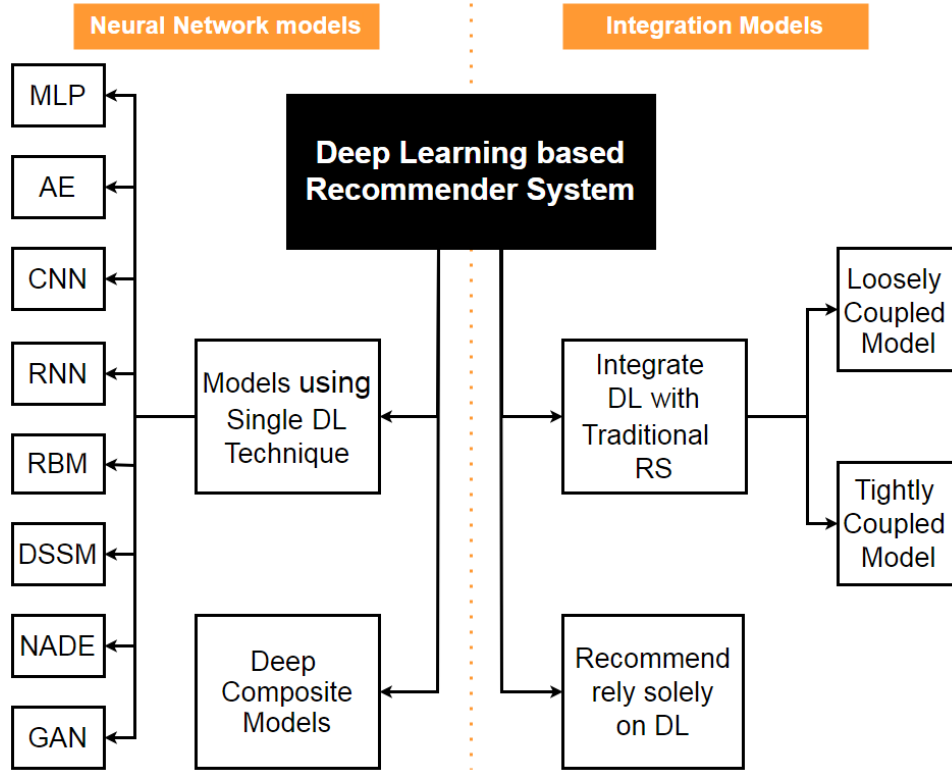 Neural Network models
Integration Models
MLP
AE
CNN
RNN
RBM
DSSM
NADE
GAN
Deep Learning based
Recommender System
Models using
Single DL
Technique
Deep
Composite
Models
Integrate
DL with
Traditional
RS
Recommend
rely solely
on DL
Loosely
Coupled
Model
Tightly
Coupled
Model